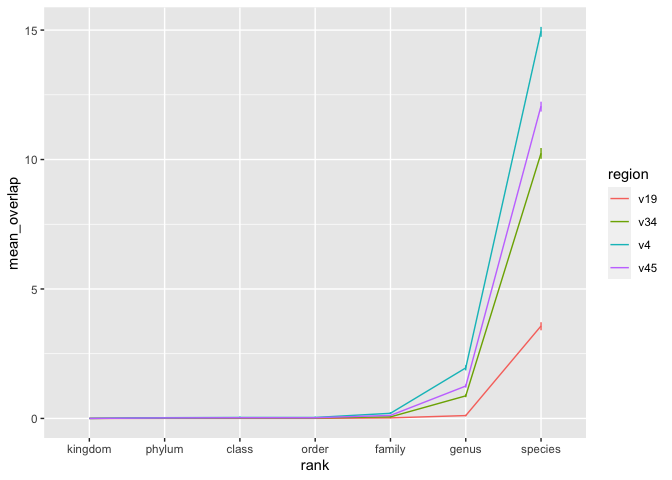 15
10
5
0
mean_overlap
kingdom phylum class order family genus species
rank
region
v19
v34
v4
v45